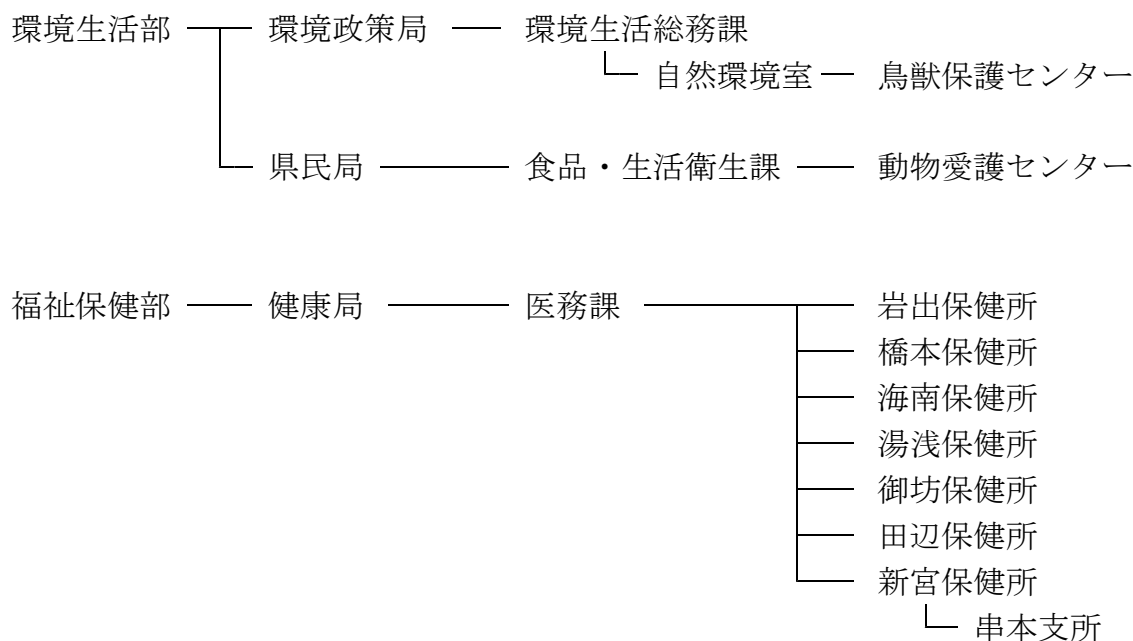 環境生活部 環境政策局 環境生活総務課
自然環境室 鳥獣保護センター
県民局 食品・生活衛生課 動物愛護センター
福祉保健部 健康局 医務課 岩出保健所
橋本保健所
海南保健所
湯浅保健所
御坊保健所
田辺保健所
新宮保健所
串本支所